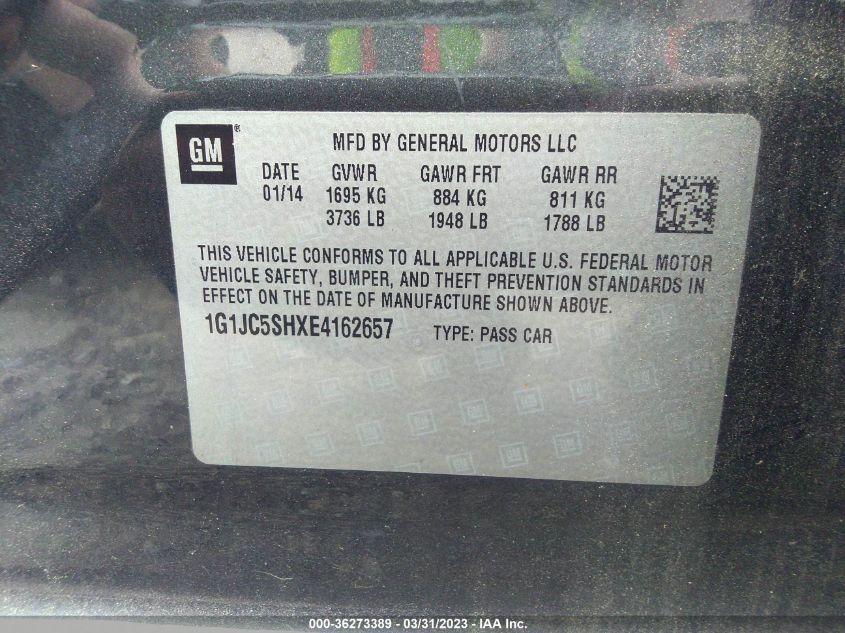 GM®
MFD BY GENERAL MOTORS LLC
DATE GVWR GAWR FRT GAWR RR
01/14 1695 KG 884 KG 811 KG
3736 LB 1948 LB 1788 LB
THIS VEHICLE CONFORMS TO ALL APPLICABLE U.S. FEDERAL MOTOR
VEHICLE SAFETY, BUMPER, AND THEFT PREVENTION STANDARDS IN
EFFECT ON THE DATE OF MANUFACTURE SHOWN ABOVE.
1G1JC5SHXE4162657 TYPE: PASS CAR
000-36273389 - 03/31/2023 - IAA Inc.